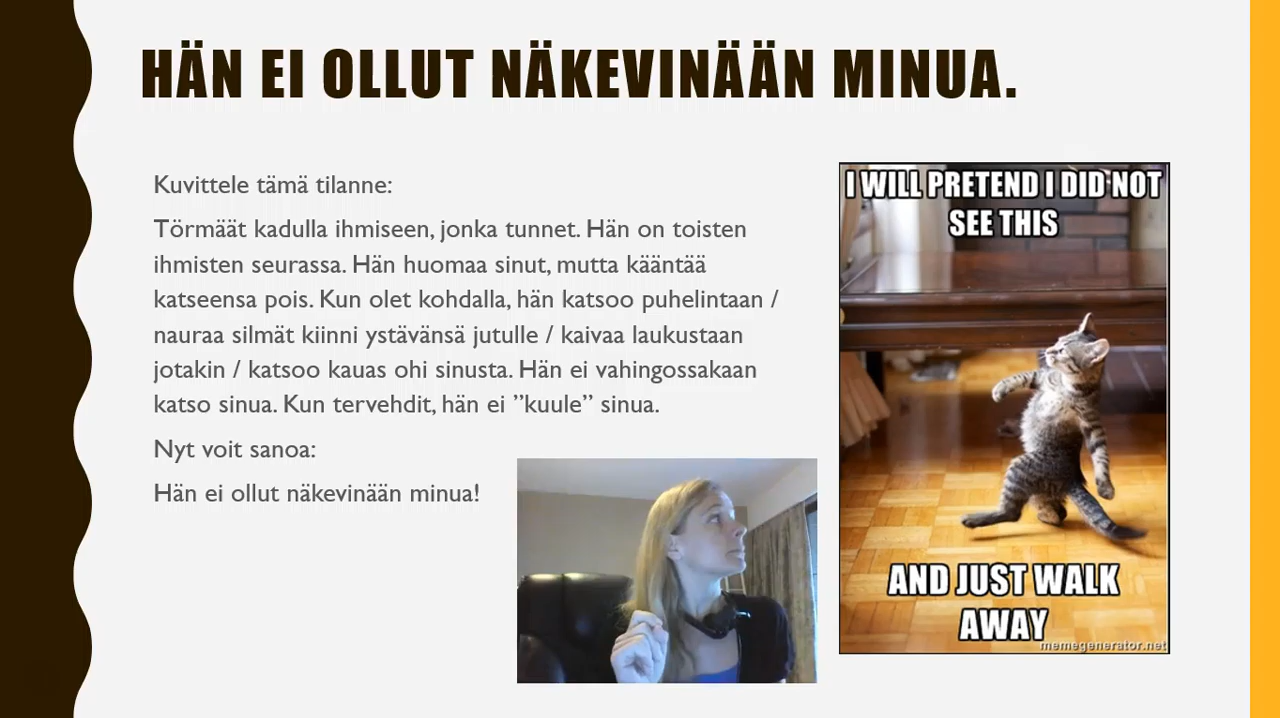 HÄN EI OLLUT NÄKEVINÄÄN MINUA.
Kuvittele tämä tilanne:
Törmäät kadulla ihmiseen, jonka tunnet. Hän on toisten
ihmisten seurassa. Hän huomaa sinut, mutta kääntää
katseensa pois. Kun olet kohdalla, hän katsoo puhelintaan /
nauraa silmät kiinni ystävänsä jutulle / kaivaa laukustaan
jotakin / katsoo kauas ohi sinusta. Hän ei vahingossakaan
katso sinua. Kun tervehdit, hän ei ”kuule” sinua.
Nyt voit sanoa:
Hän ei ollut näkevinään minua!
I WILL PRETEND I DID NOT
SEE THIS
AND JUST WALK
AWAY
memegenerator.net